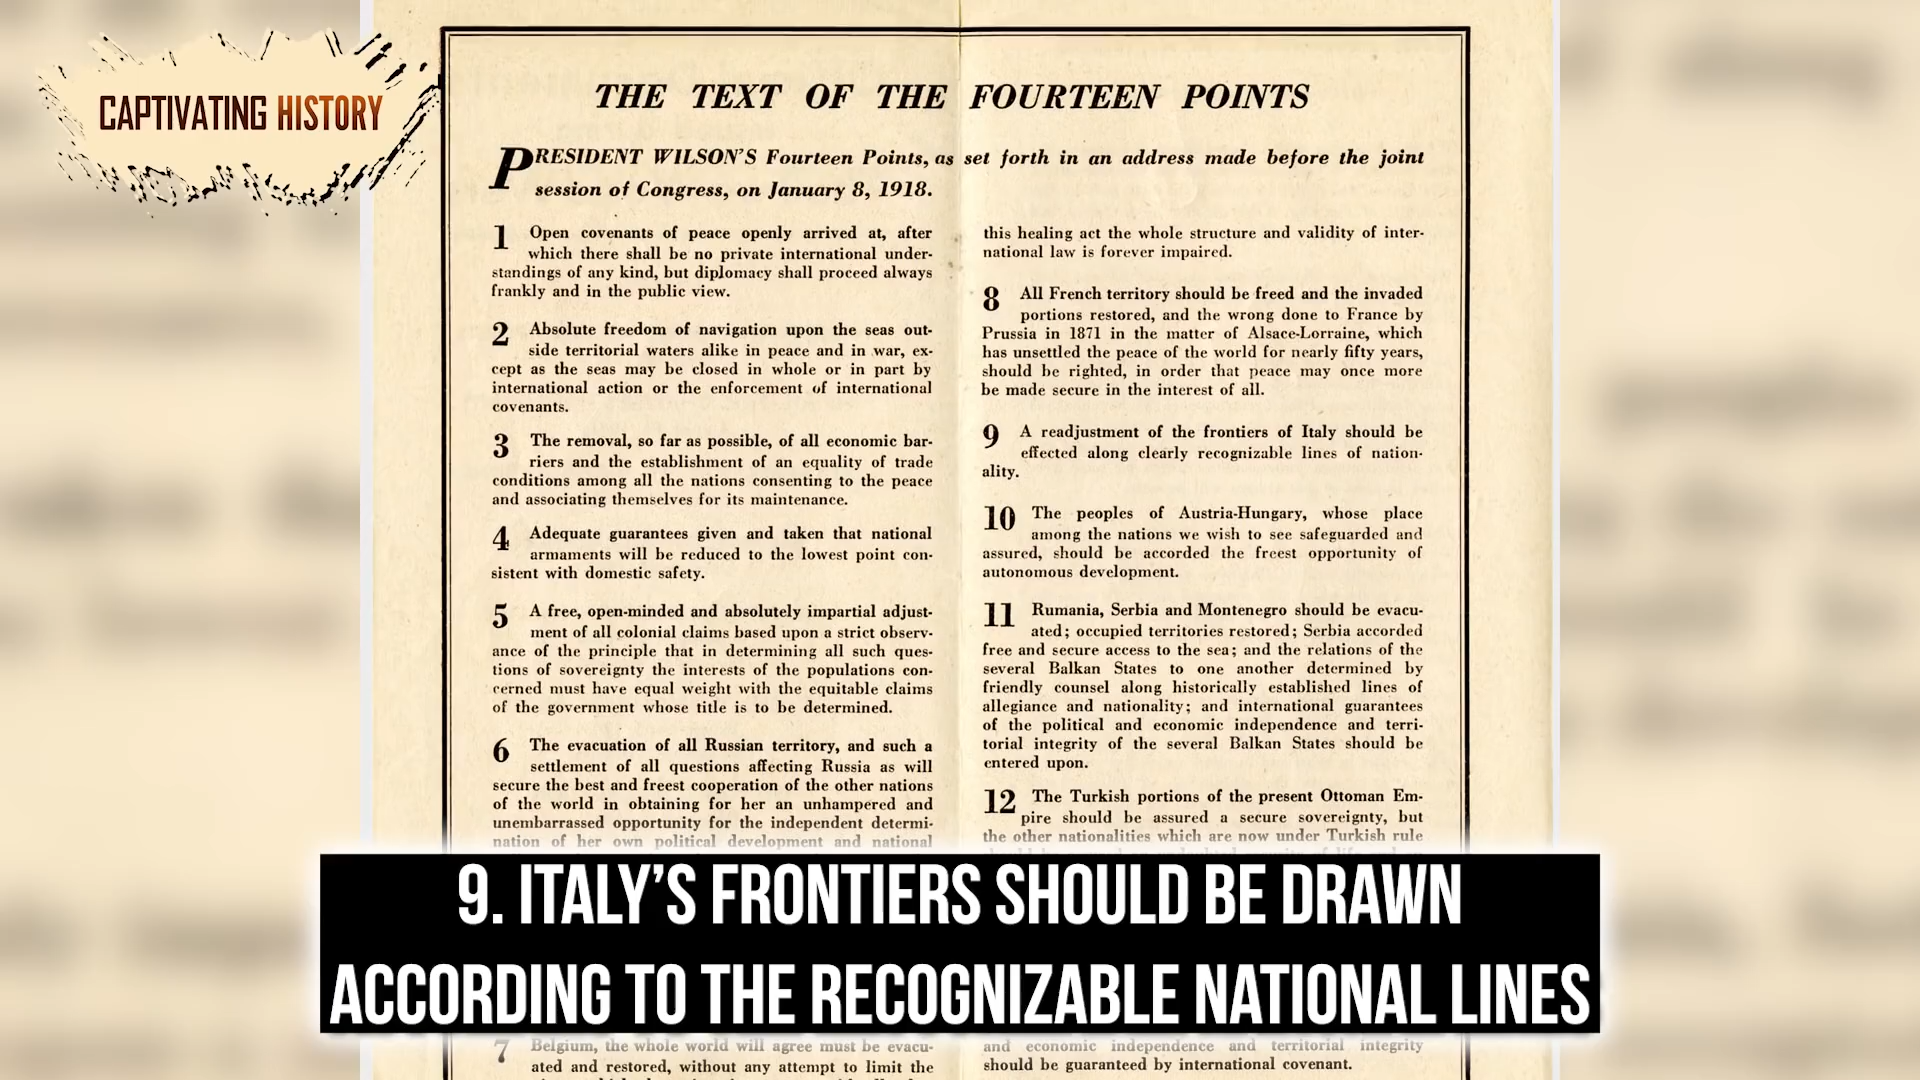 CAPTIVATING HISTORY
THE TEXT OF THE FOURTEEN POINTS
PRESIDENT WILSON'S Fourteen Points, as set forth in an address made before the joint
session of Congress, on January 8, 1918.
1 Open covenants of peace openly arrived at, after
which there shall be no private international under-
standings of any kind, but diplomacy shall proceed always
frankly and in the public view.
2 Absolute freedom of navigation upon the seas out-
side territorial waters alike in peace and in war, ex-
cept as the seas may be closed in whole or in part by
international action or the enforcement of international
covenants.
3 The removal, so far as possible, of all economic bar-
riers and the establishment of an equality of trade
conditions among all the nations consenting to the peace
and associating themselves for its maintenance.
4 Adequate guarantees given and taken that national
armaments will be reduced to the lowest point con-
sistent with domestic safety.
5 A free, open-minded and absolutely impartial adjust-
ment of all colonial claims based upon a strict observ-
ance of the principle that in determining all such ques-
tions of sovereignty the interests of the populations con-
cerned must have equal weight with the equitable claims
of the government whose title is to be determined.
6 The evacuation of all Russian territory, and such a
settlement of all questions affecting Russia as will
secure the best and freest cooperation of the other nations
of the world in obtaining for her an unhampered and
unembarrassed opportunity for the independent determi-
nation of her own political development and national
7 Belgium, the whole world will agree must be evacu-
ated and restored, without any attempt to limit the
this healing act the whole structure and validity of inter-
national law is forever impaired.
8 All French territory should be freed and the invaded
portions restored, and the wrong done to France by
Prussia in 1871 in the matter of Alsace-Lorraine, which
has unsettled the peace of the world for nearly fifty years,
should be righted, in order that peace may once more
be made secure in the interest of all.
9 A readjustment of the frontiers of Italy should be
effected along clearly recognizable lines of nation-
ality.
10 The peoples of Austria-Hungary, whose place
among the nations we wish to see safeguarded and
assured, should be accorded the freest opportunity of
autonomous development.
11 Rumania, Serbia and Montenegro should be evacu-
ated; occupied territories restored; Serbia accorded
free and secure access to the sea; and the relations of the
several Balkan States to one another determined by
friendly counsel along historically established lines of
allegiance and nationality; and international guarantees
of the political and economic independence and terri-
torial integrity of the several Balkan States should be
entered upon.
12 The Turkish portions of the present Ottoman Em-
pire should be assured a secure sovereignty, but
the other nationalities which are now under Turkish rule
and economic independence and territorial integrity
should be guaranteed by international covenant.
9. ITALY'S FRONTIERS SHOULD BE DRAWN
ACCORDING TO THE RECOGNIZABLE NATIONAL LINES